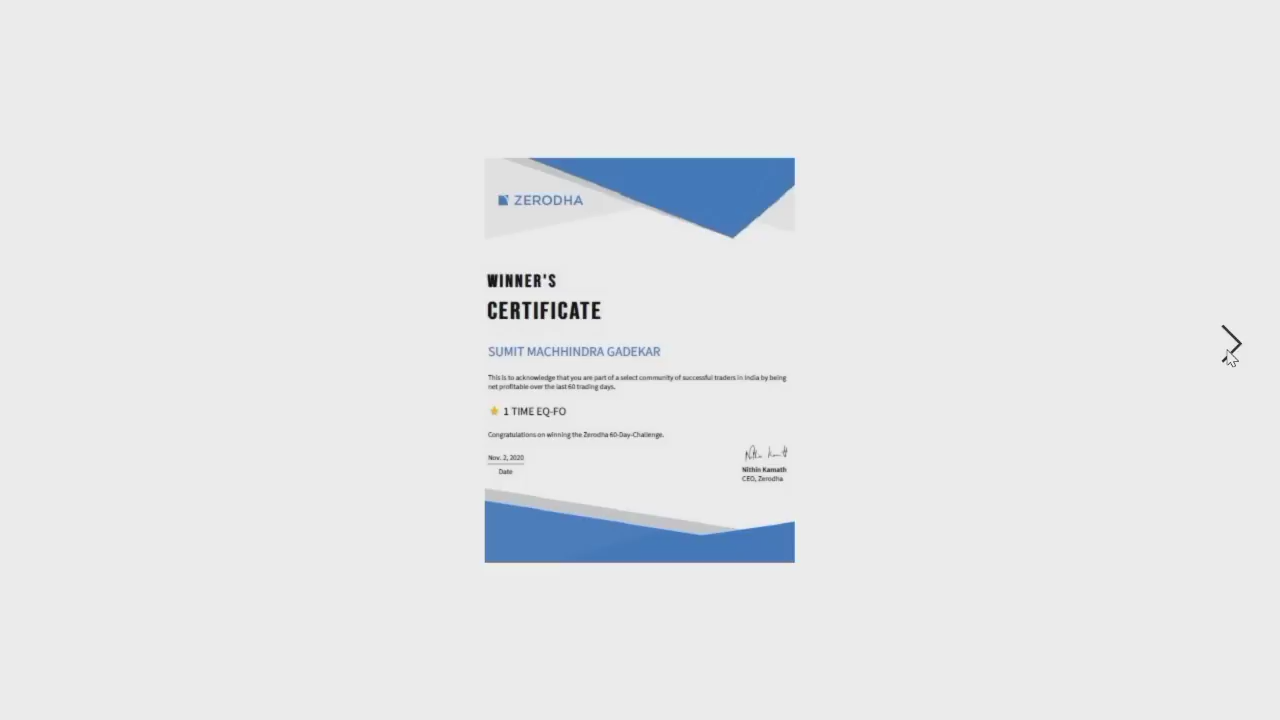 ZERODHA
WINNER'S
CERTIFICATE
SUMIT MACHHINDRA GADEKAR
This is to acknowledge that you are part of a select community of successful traders in India by being
net profitable over the last 60 trading days.
1 TIME EQ-FO
Congratulations on winning the Zerodha 60-Day-Challenge.
Nov. 2, 2020
Date
Nithin Kamath
Nithin Kamath
CEO, Zerodha